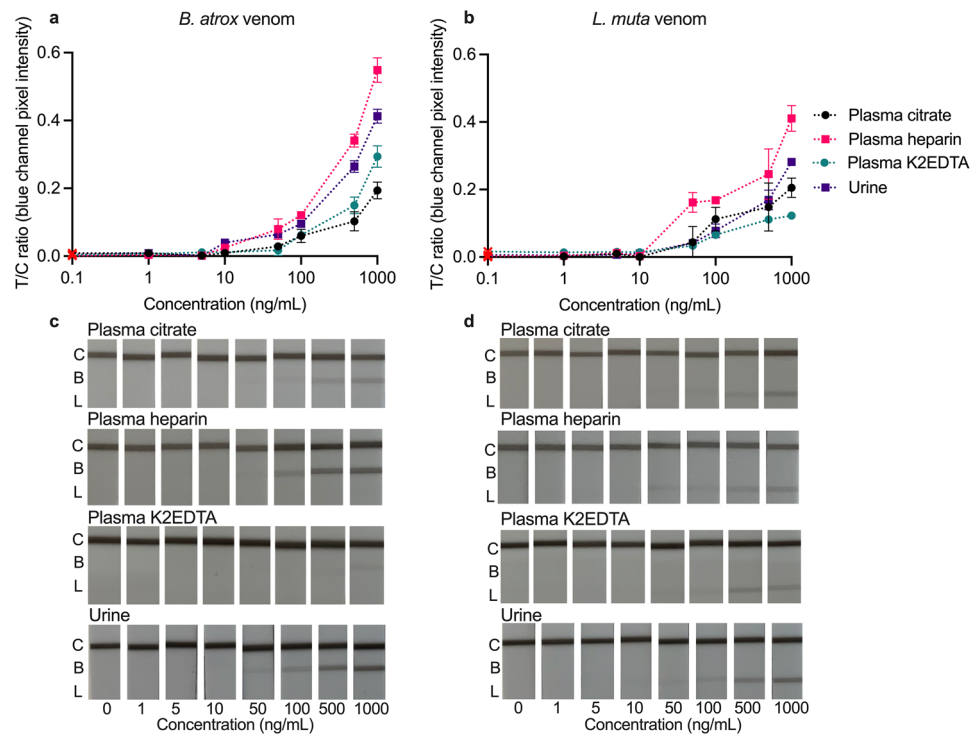 a B. atrox venom
b L. muta venom
T/C ratio (blue channel pixel intensity)
0.6
0.4
0.2
0.0
0.1 1 10 100 1000
Concentration (ng/mL)
T/C ratio (blue channel pixel intensity)
0.6
0.4
0.2
0.0
0.1 1 10 100 1000
Concentration (ng/mL)
Plasma citrate
Plasma heparin
Plasma K2EDTA
Urine
c
Plasma citrate
C
B
L
Plasma heparin
C
B
L
Plasma K2EDTA
C
B
L
Urine
C
B
L
0 1 5 10 50 100 500 1000
Concentration (ng/mL)
d
Plasma citrate
C
B
L
Plasma heparin
C
B
L
Plasma K2EDTA
C
B
L
Urine
C
B
L
0 1 5 10 50 100 500 1000
Concentration (ng/mL)